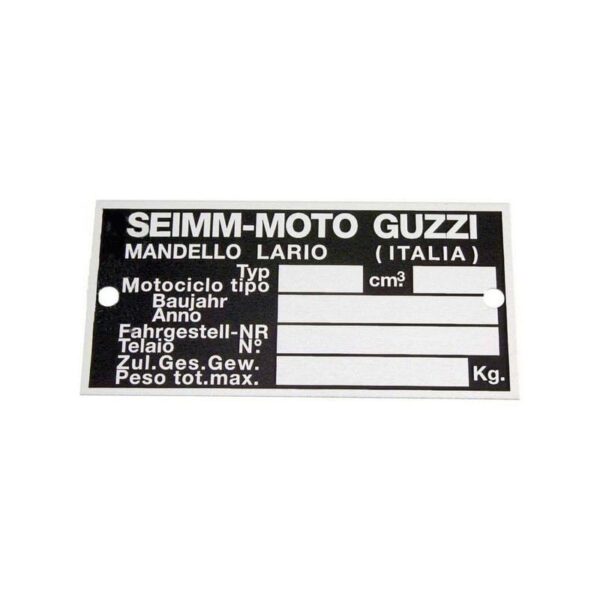 SEIMM-MOTO GUZZI
MANDELLO LARIO (ITALIA)
Typ
Motociclo tipo cm³.
Baujahr
Anno
Fahrgestell-NR
Telaio N°.
Zul.Ges.Gew.
Peso tot.max. Kg.